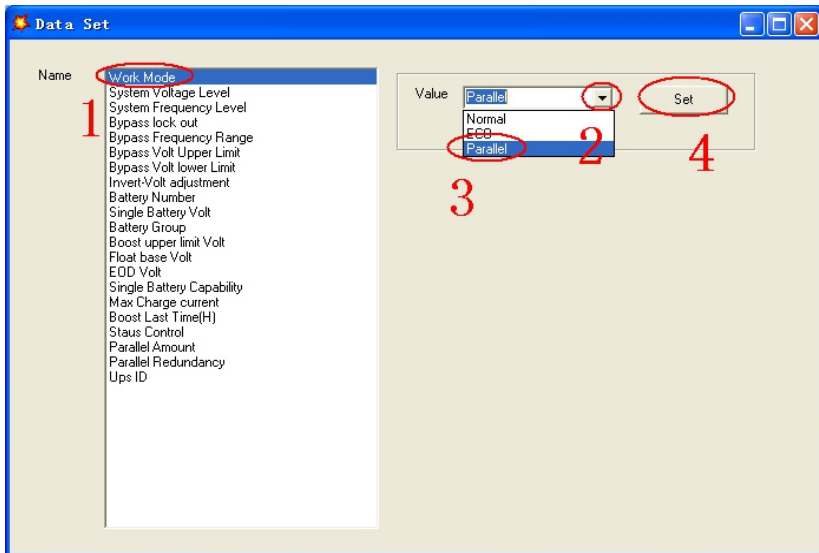 Data Set
Name
Work Mode
System Voltage Level
System Frequency Level
Bypass lock out
Bypass Frequency Range
Bypass Volt Upper Limit
Bypass Volt lower Limit
Invert-Volt adjustment
Battery Number
Single Battery Volt
Battery Group
Boost upper limit Volt
Float base Volt
EOD Volt
Single Battery Capability
Max Charge current
Boost Last Time(H)
Staus Control
Parallel Amount
Parallel Redundancy
Ups ID
1
Value
Parallel
Normal
ECO
Parallel
Set
2
3
4